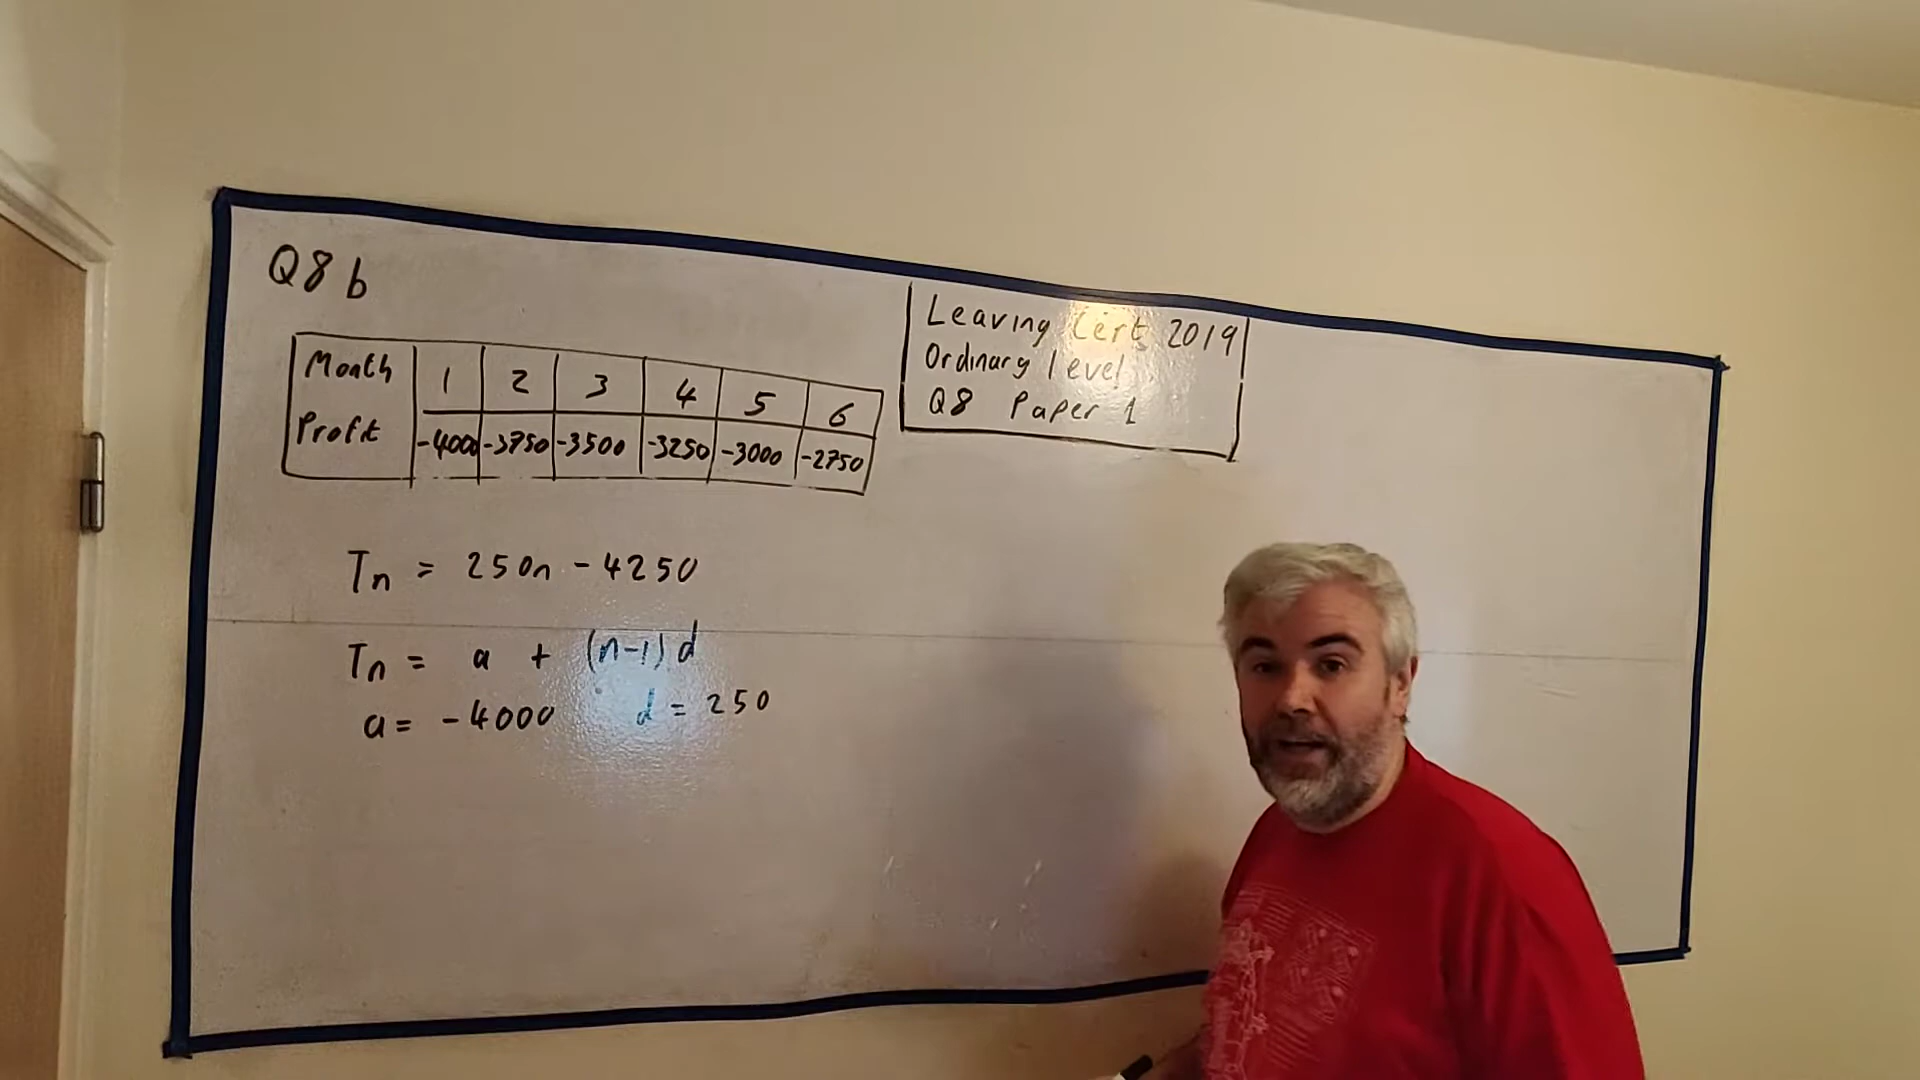 Q8 b
Month 1 2 3 4 5 6
Profit -4000 -3750 -3500 -3250 -3000 -2750
Leaving Cert 2019
Ordinary level
Q8 Paper 1
Tn = 250n - 4250
Tn = a + (n-1)d
a = -4000 d = 250